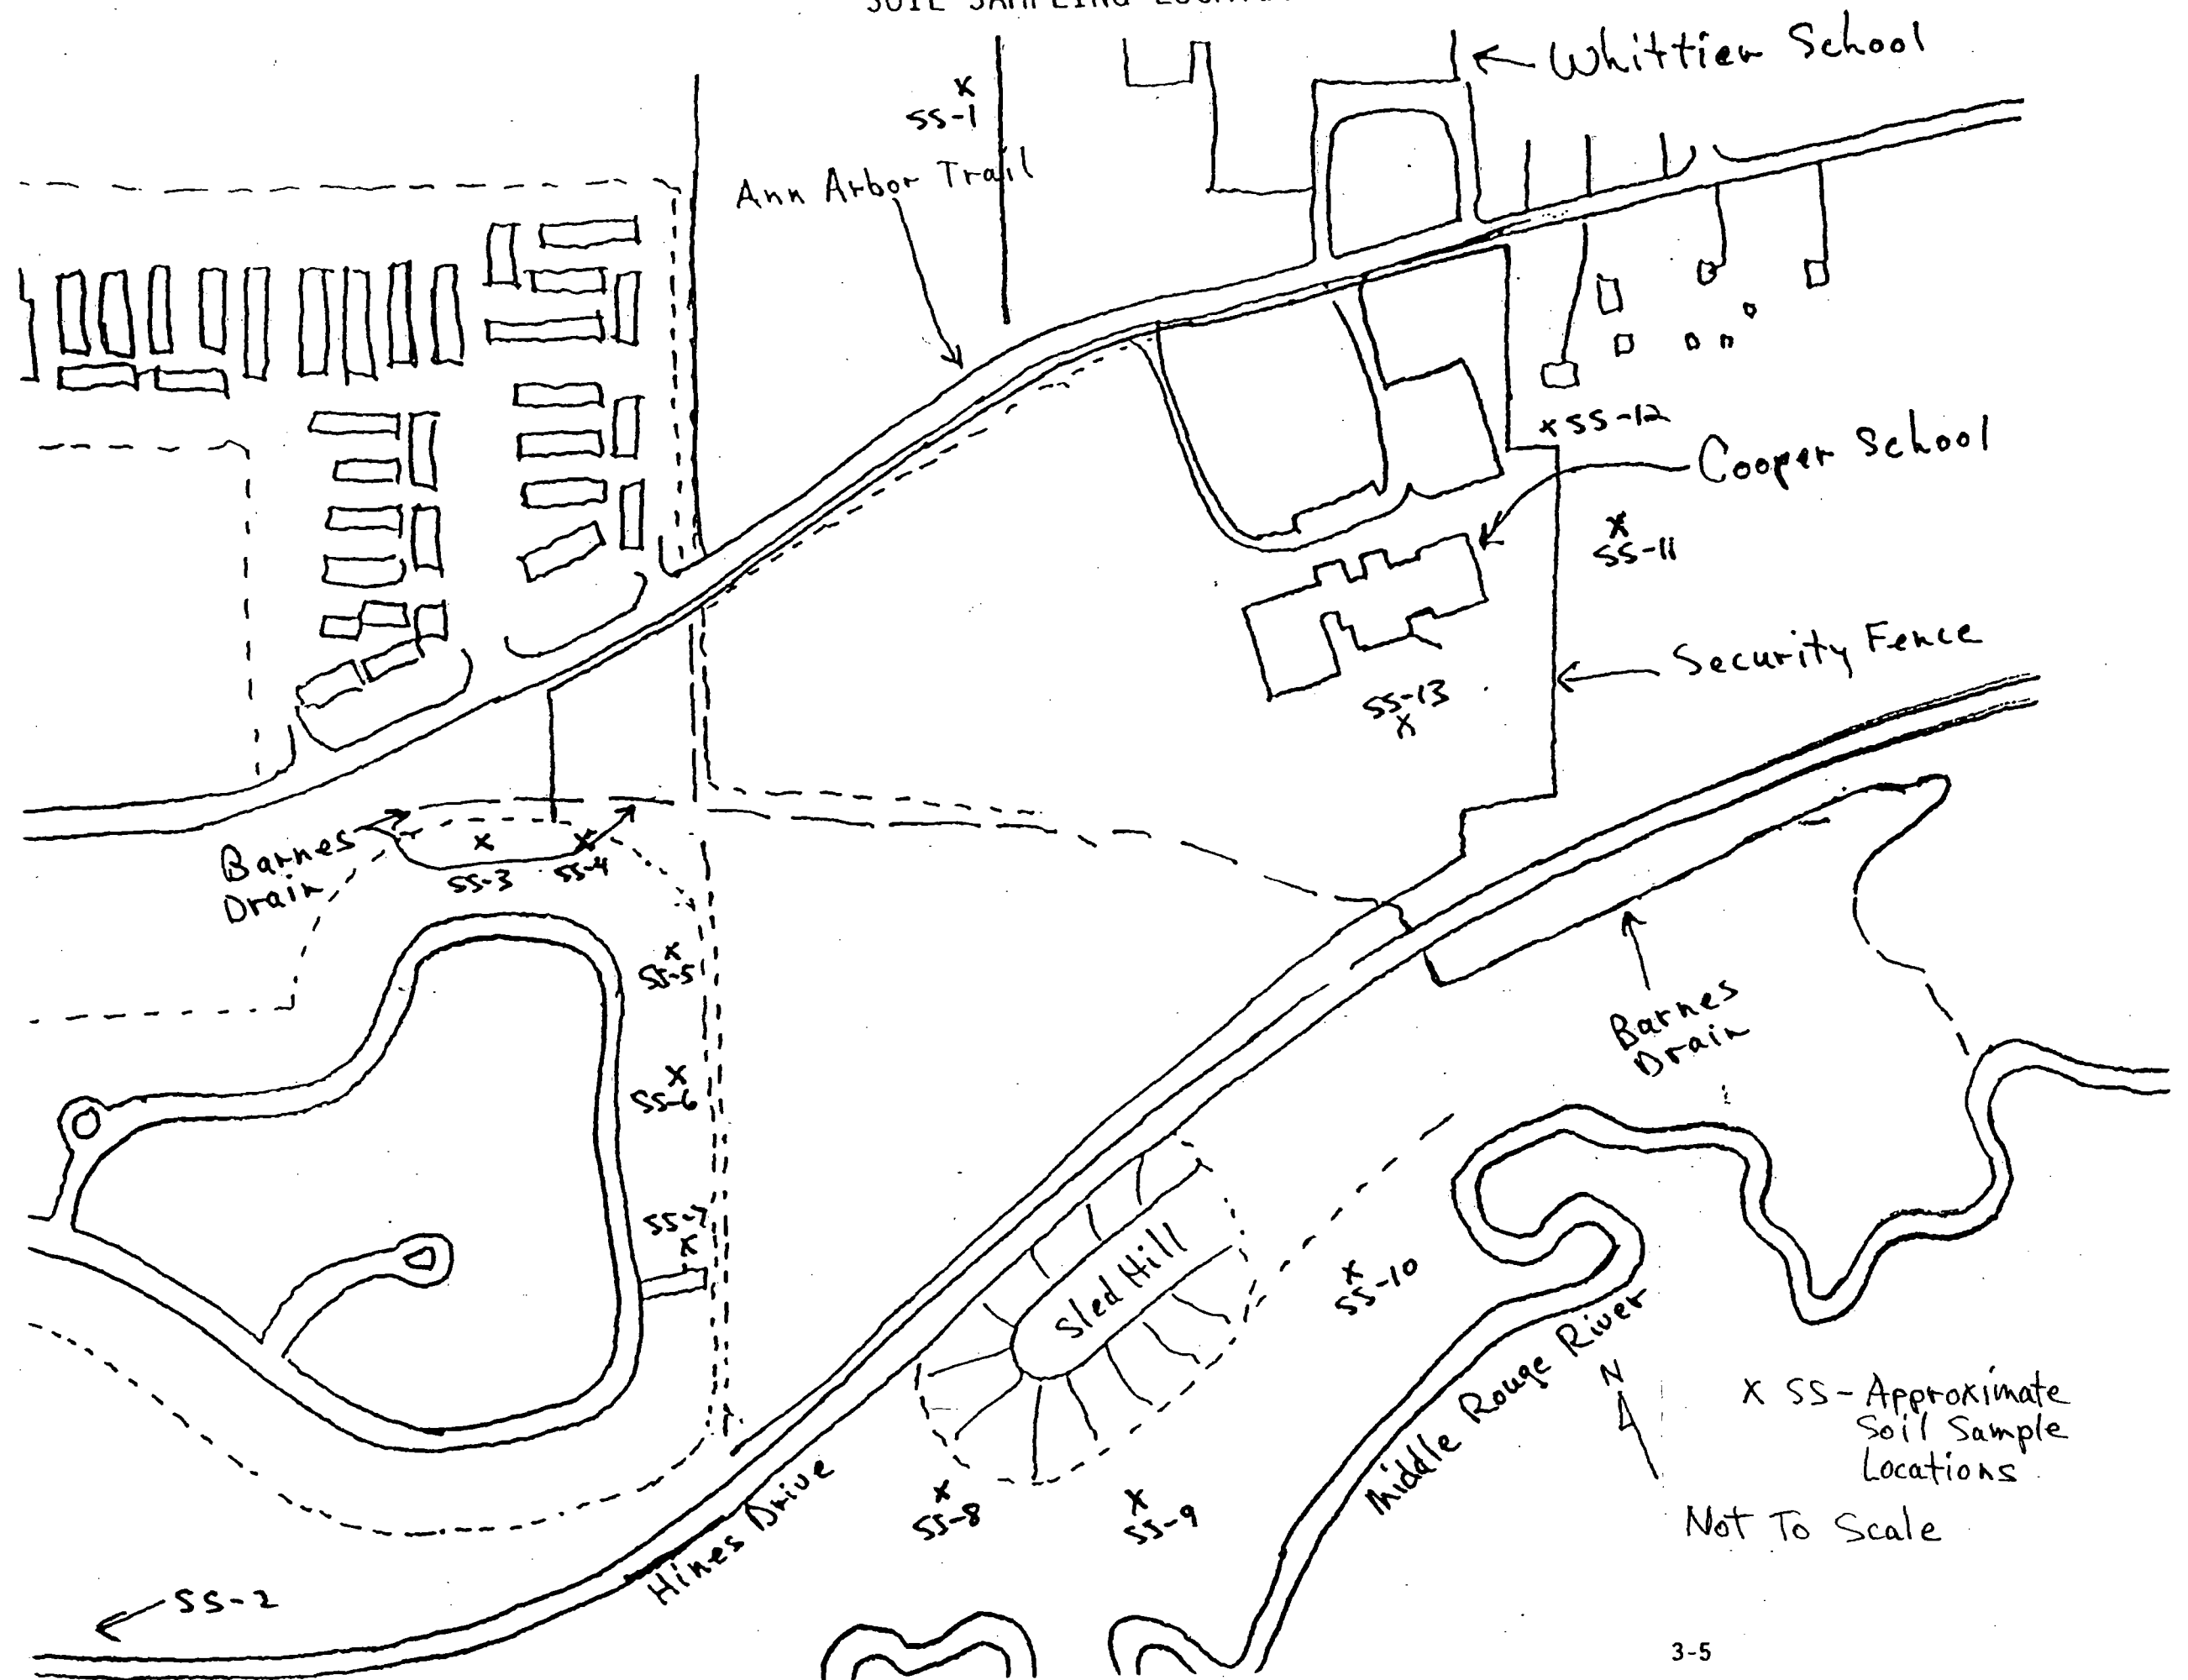 SOIL SAMPLING
Whittier School
x
SS-1
Ann Arbor Trail
x SS-12
Cooper School
x
SS-11
Security Fence
SS-13
x
Barnes
Drain
x x
SS-3 SS-4
x
SS-5
Barnes
Drain
x
SS-6
SS-7
x
Sled Hill
x
SS-10
Middle Rouge River
N
X SS - Approximate
Soil Sample
Locations
Hines Drive
x
SS-8
x
SS-9
Not To Scale
SS-2
3-5